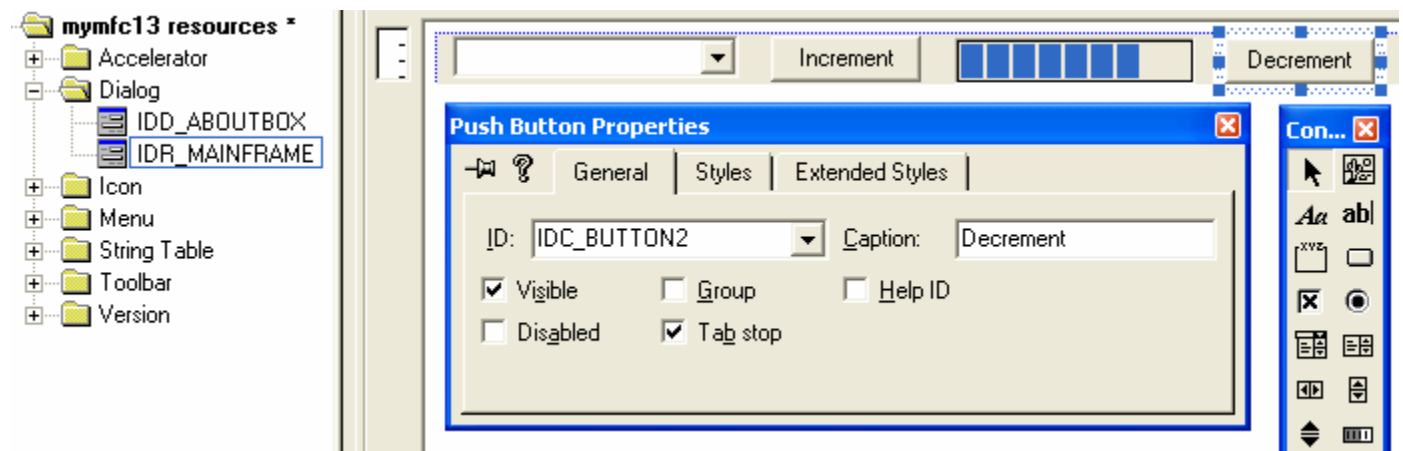 mymfc13 resources *
Accelerator
Dialog
IDD_ABOUTBOX
IDR_MAINFRAME
Icon
Menu
String Table
Toolbar
Version
Increment
Decrement
Push Button Properties
General Styles Extended Styles
ID: IDC_BUTTON2 Caption: Decrement
Visible Group Help ID
Disabled Tab stop
Con...
Aa ab|
xyz